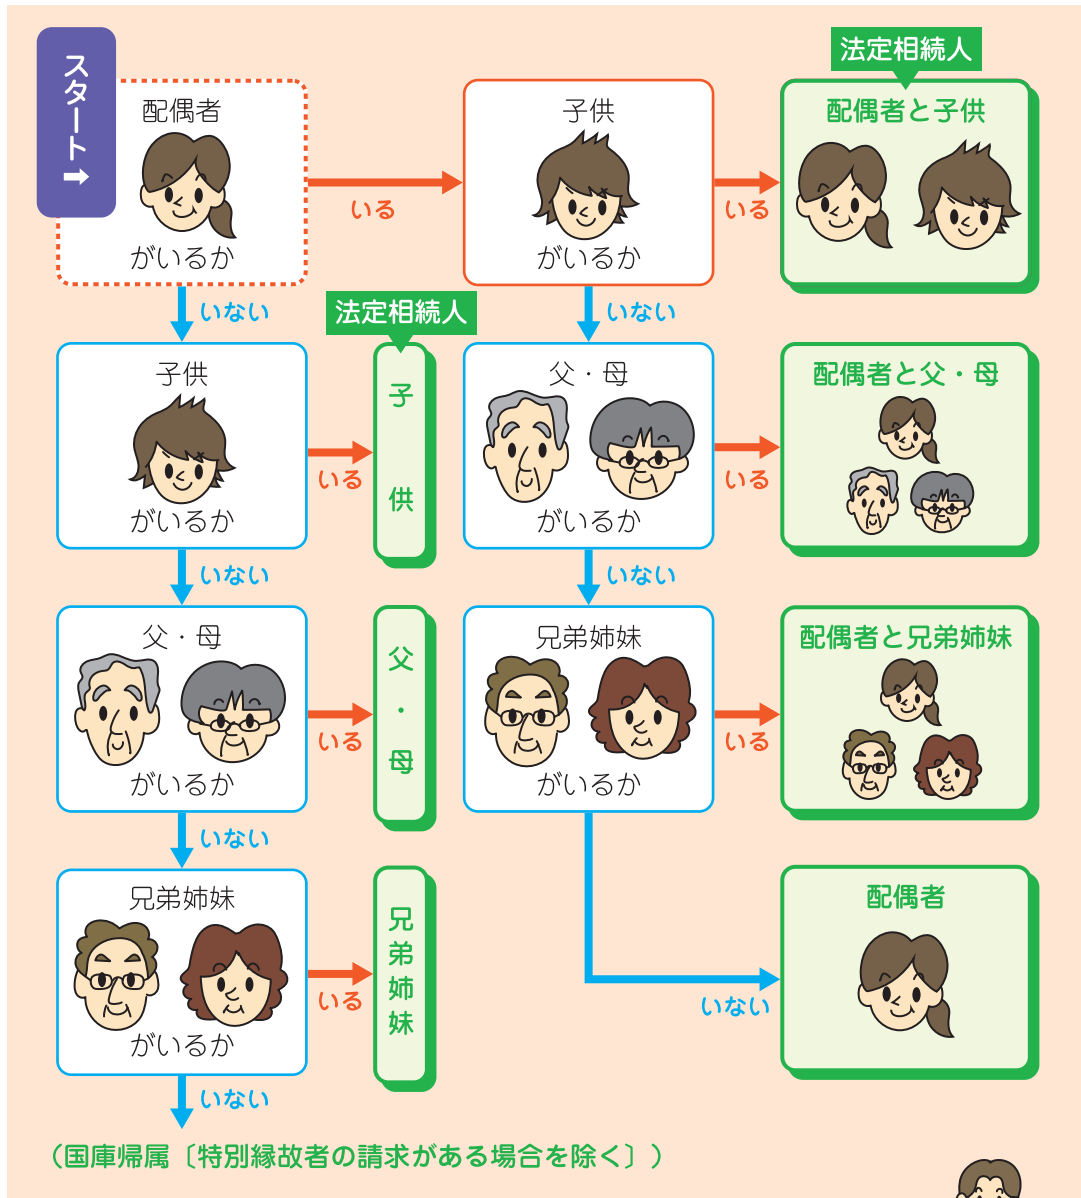 スタート➡
配偶者
がいるか
いる
子供
がいるか
いる
法定相続人
配偶者と子供
いない
法定相続人
いない
子供
がいるか
いる
子供
父・母
がいるか
いる
配偶者と父・母
いない
いない
父・母
がいるか
いる
父・母
兄弟姉妹
がいるか
いる
配偶者と兄弟姉妹
いない
兄弟姉妹
がいるか
いる
兄弟姉妹
いない
配偶者
いない
（国庫帰属〔特別縁故者の請求がある場合を除く〕）